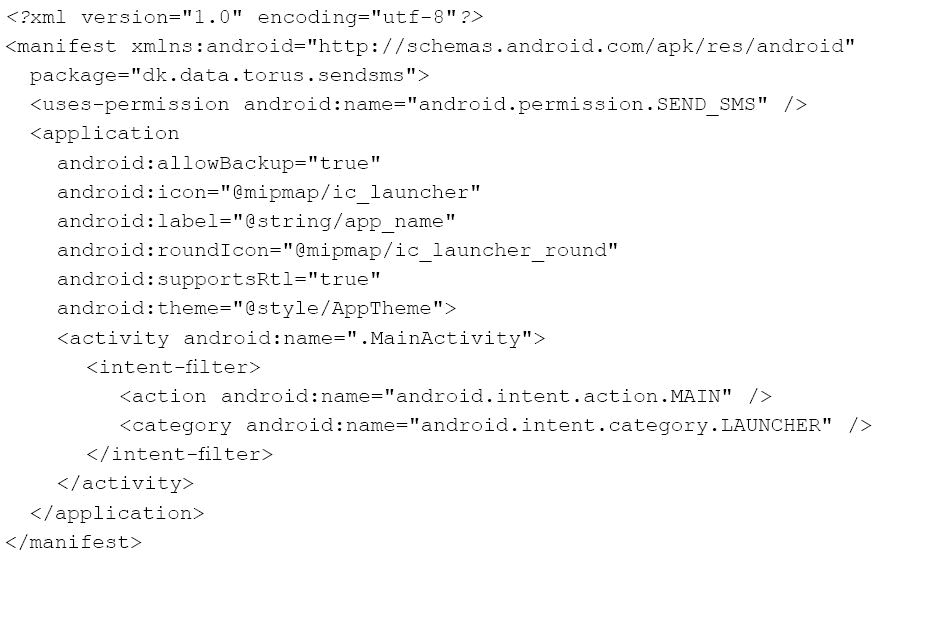 <?xml version="1.0" encoding="utf-8"?>
<manifest xmlns:android="http://schemas.android.com/apk/res/android"
package="dk.data.torus.sendsms">
<uses-permission android:name="android.permission.SEND_SMS" />
<application
android:allowBackup="true"
android:icon="@mipmap/ic_launcher"
android:label="@string/app_name"
android:roundIcon="@mipmap/ic_launcher_round"
android:supportsRtl="true"
android:theme="@style/AppTheme">
<activity android:name=".MainActivity">
<intent-filter>
<action android:name="android.intent.action.MAIN" />
<category android:name="android.intent.category.LAUNCHER" />
</intent-filter>
</activity>
</application>
</manifest>